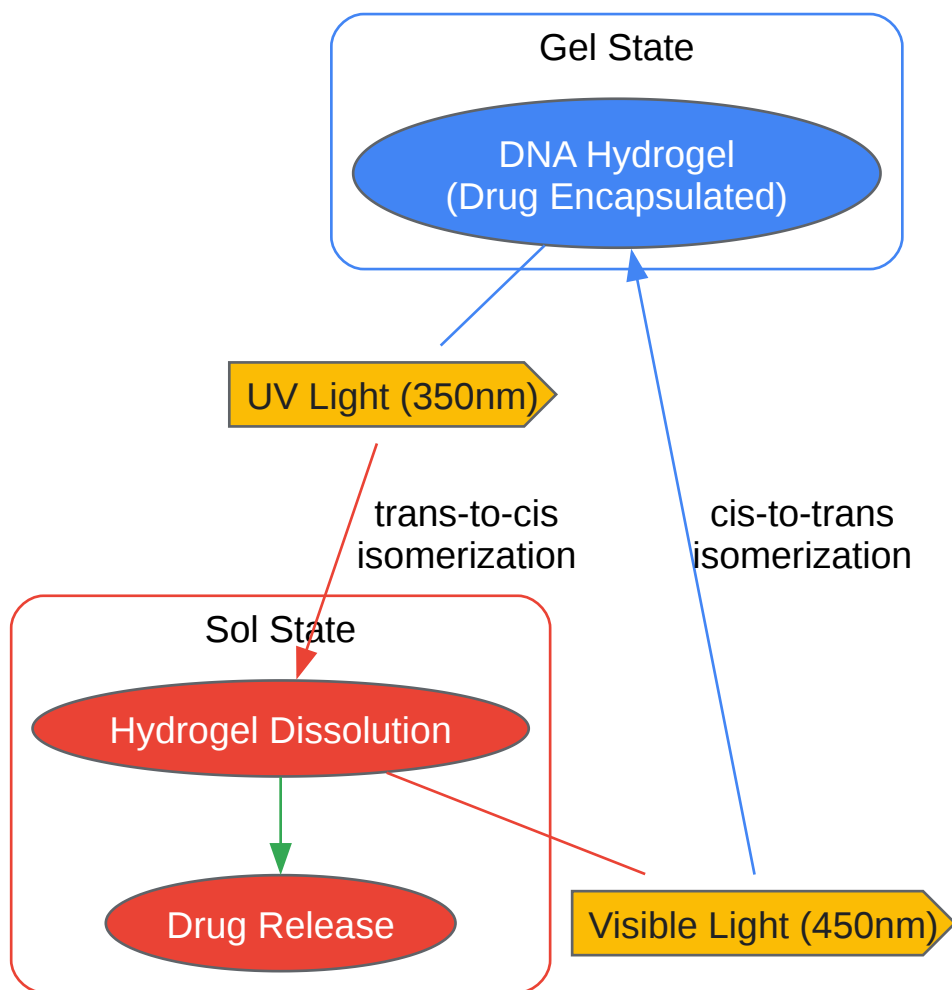 Gel State
DNA Hydrogel
(Drug Encapsulated)
UV Light (350nm)
trans-to-cis
isomerization
cis-to-trans
isomerization
Sol State
Hydrogel Dissolution
Drug Release
Visible Light (450nm)